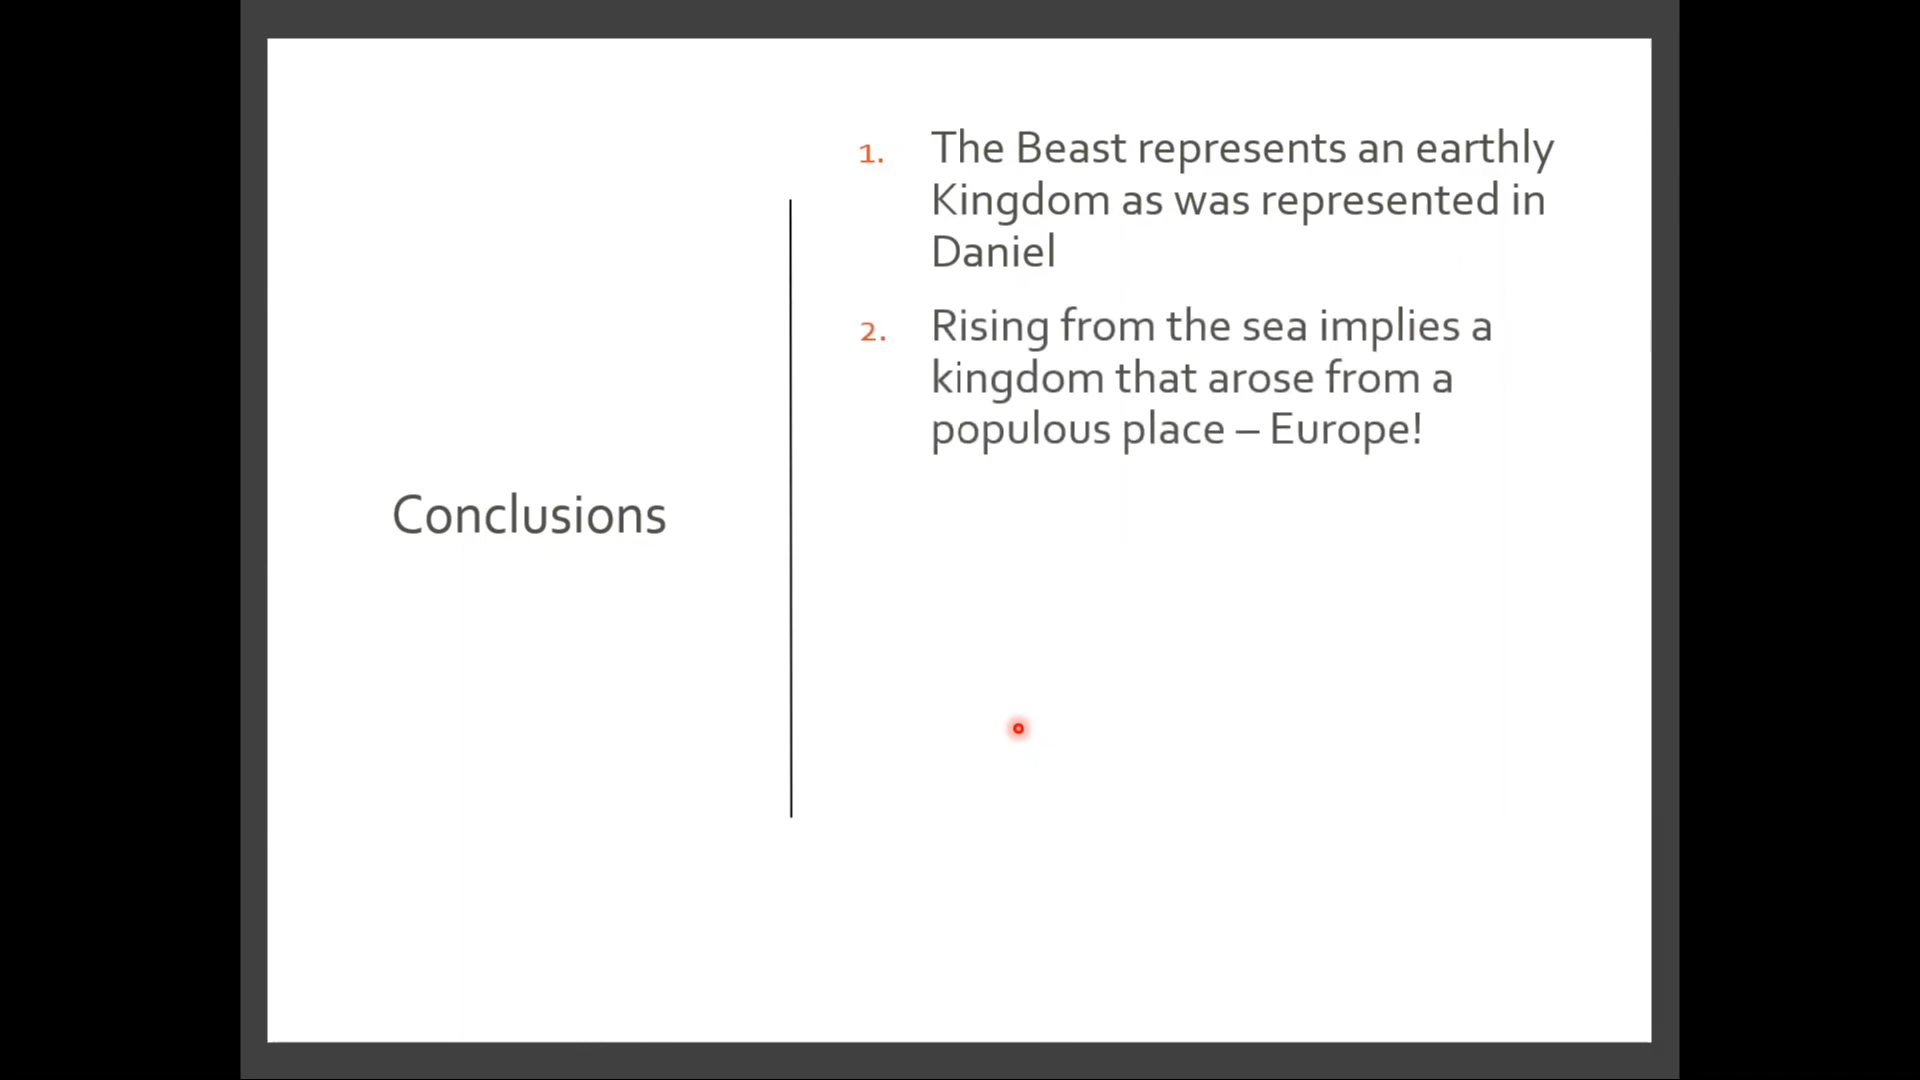 Conclusions
1. The Beast represents an earthly
Kingdom as was represented in
Daniel
2. Rising from the sea implies a
kingdom that arose from a
populous place – Europe!